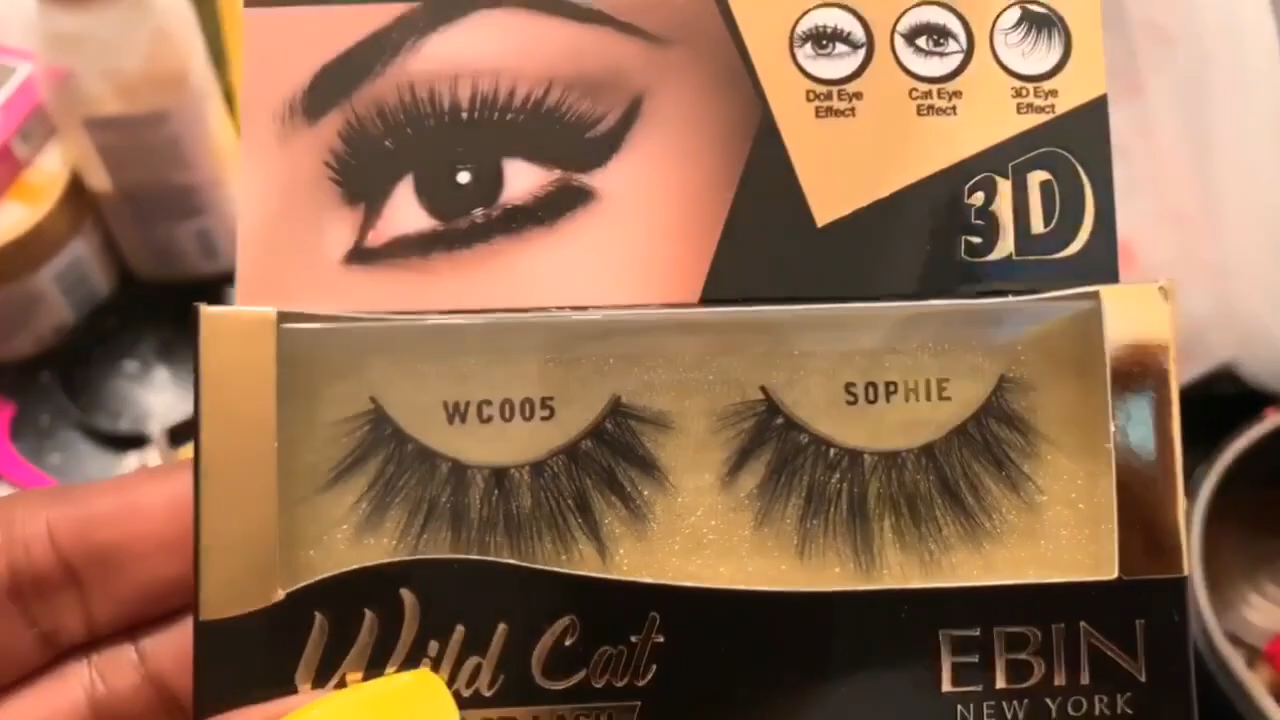 Doll Eye
Effect
Cat Eye
Effect
3D Eye
Effect
3D
WC005
SOPHIE
Wild Cat
EBIN
NEW YORK